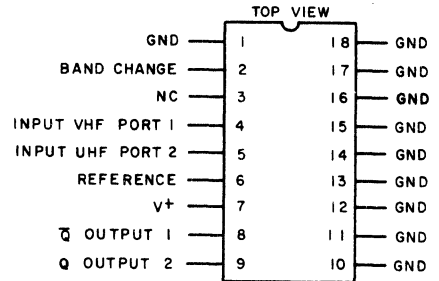 TOP VIEW
GND 1 18 GND
BAND CHANGE 2 17 GND
NC 3 16 GND
INPUT VHF PORT 1 4 15 GND
INPUT UHF PORT 2 5 14 GND
REFERENCE 6 13 GND
V+ 7 12 GND
Q̅ OUTPUT 1 8 11 GND
Q OUTPUT 2 9 10 GND